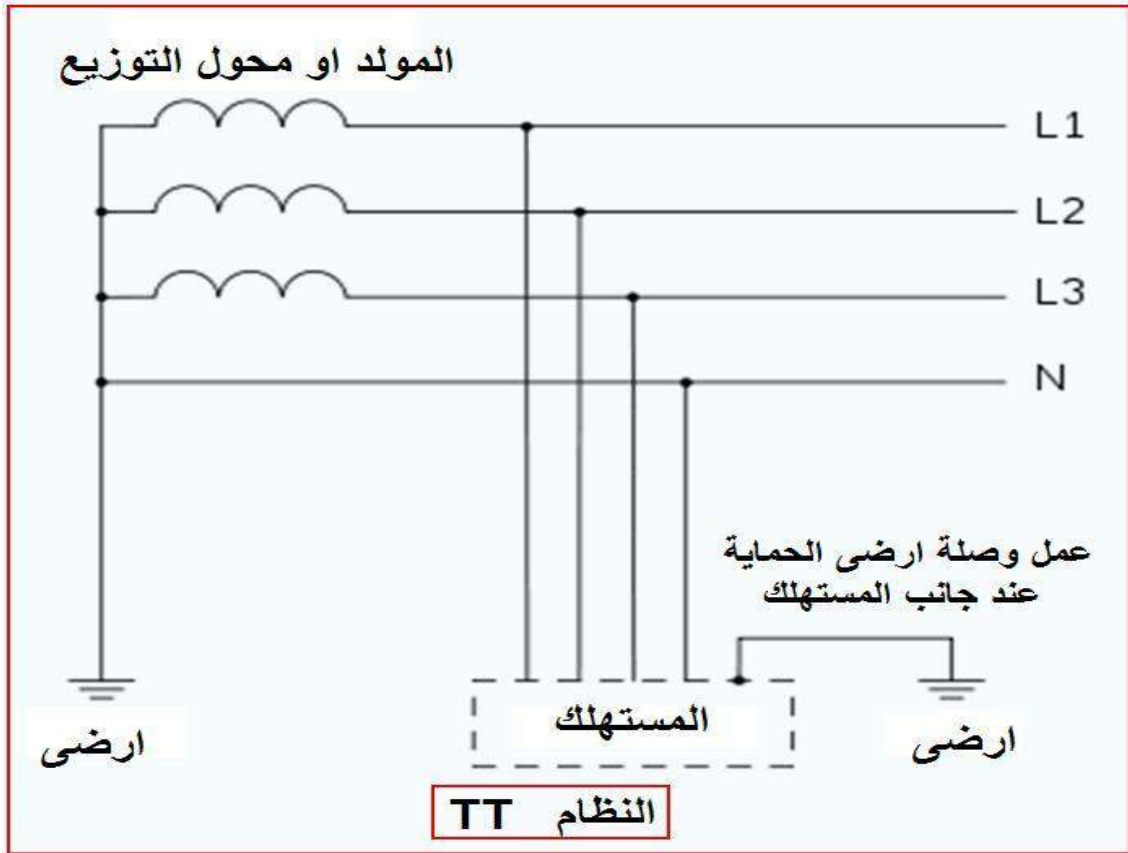 المولد او محول التوزيع
L1
L2
L3
N
عمل وصلة ارضى الحماية
عند جانب المستهلك
المستهلك
ارضى
ارضى
النظام TT